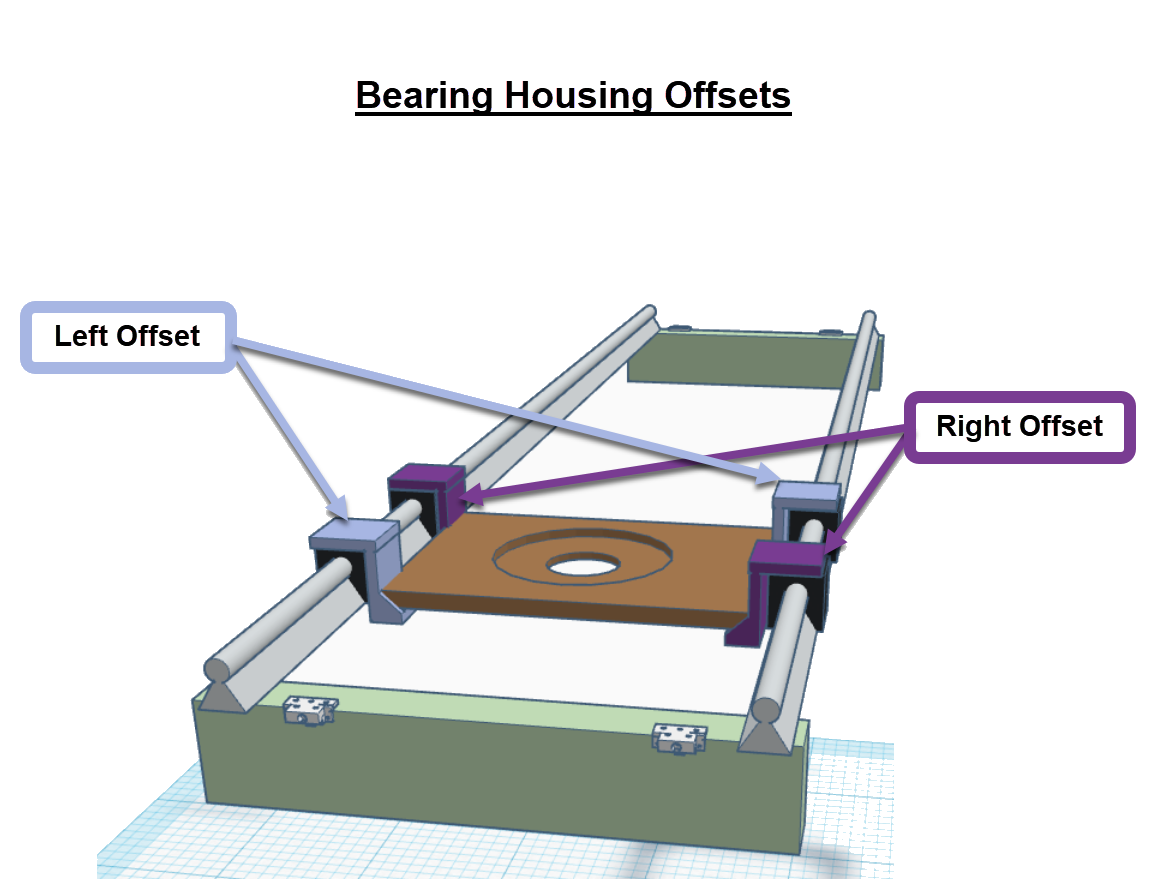 Bearing Housing Offsets
Left Offset
Right Offset